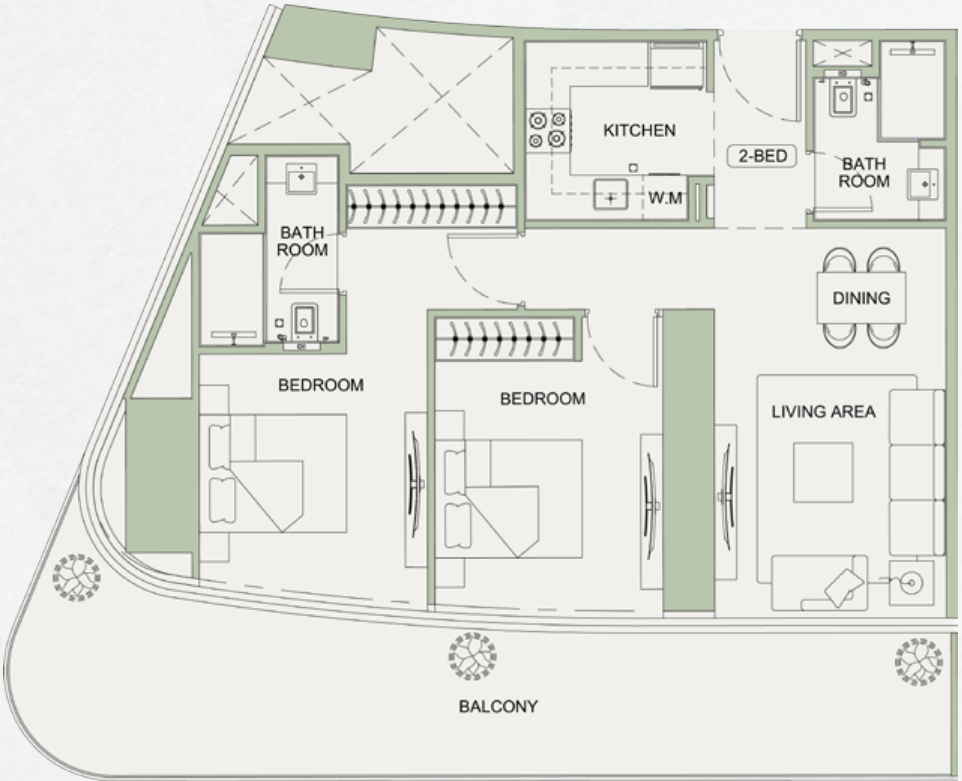 KITCHEN
2-BED
BATH
ROOM
W.M
BATH
ROOM
DINING
BEDROOM
BEDROOM
LIVING AREA
BALCONY